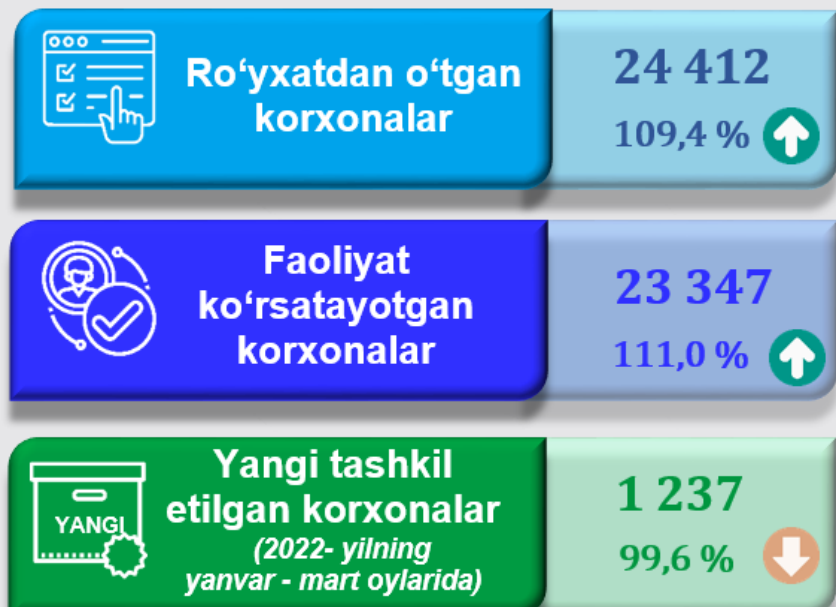 Ro‘yxatdan o‘tgan
korxonalar
24 412
109,4 %
Faoliyat
ko‘rsatayotgan
korxonalar
23 347
111,0 %
YANGI
Yangi tashkil
etilgan korxonalar
(2022- yilning
yanvar - mart oylarida)
1 237
99,6 %